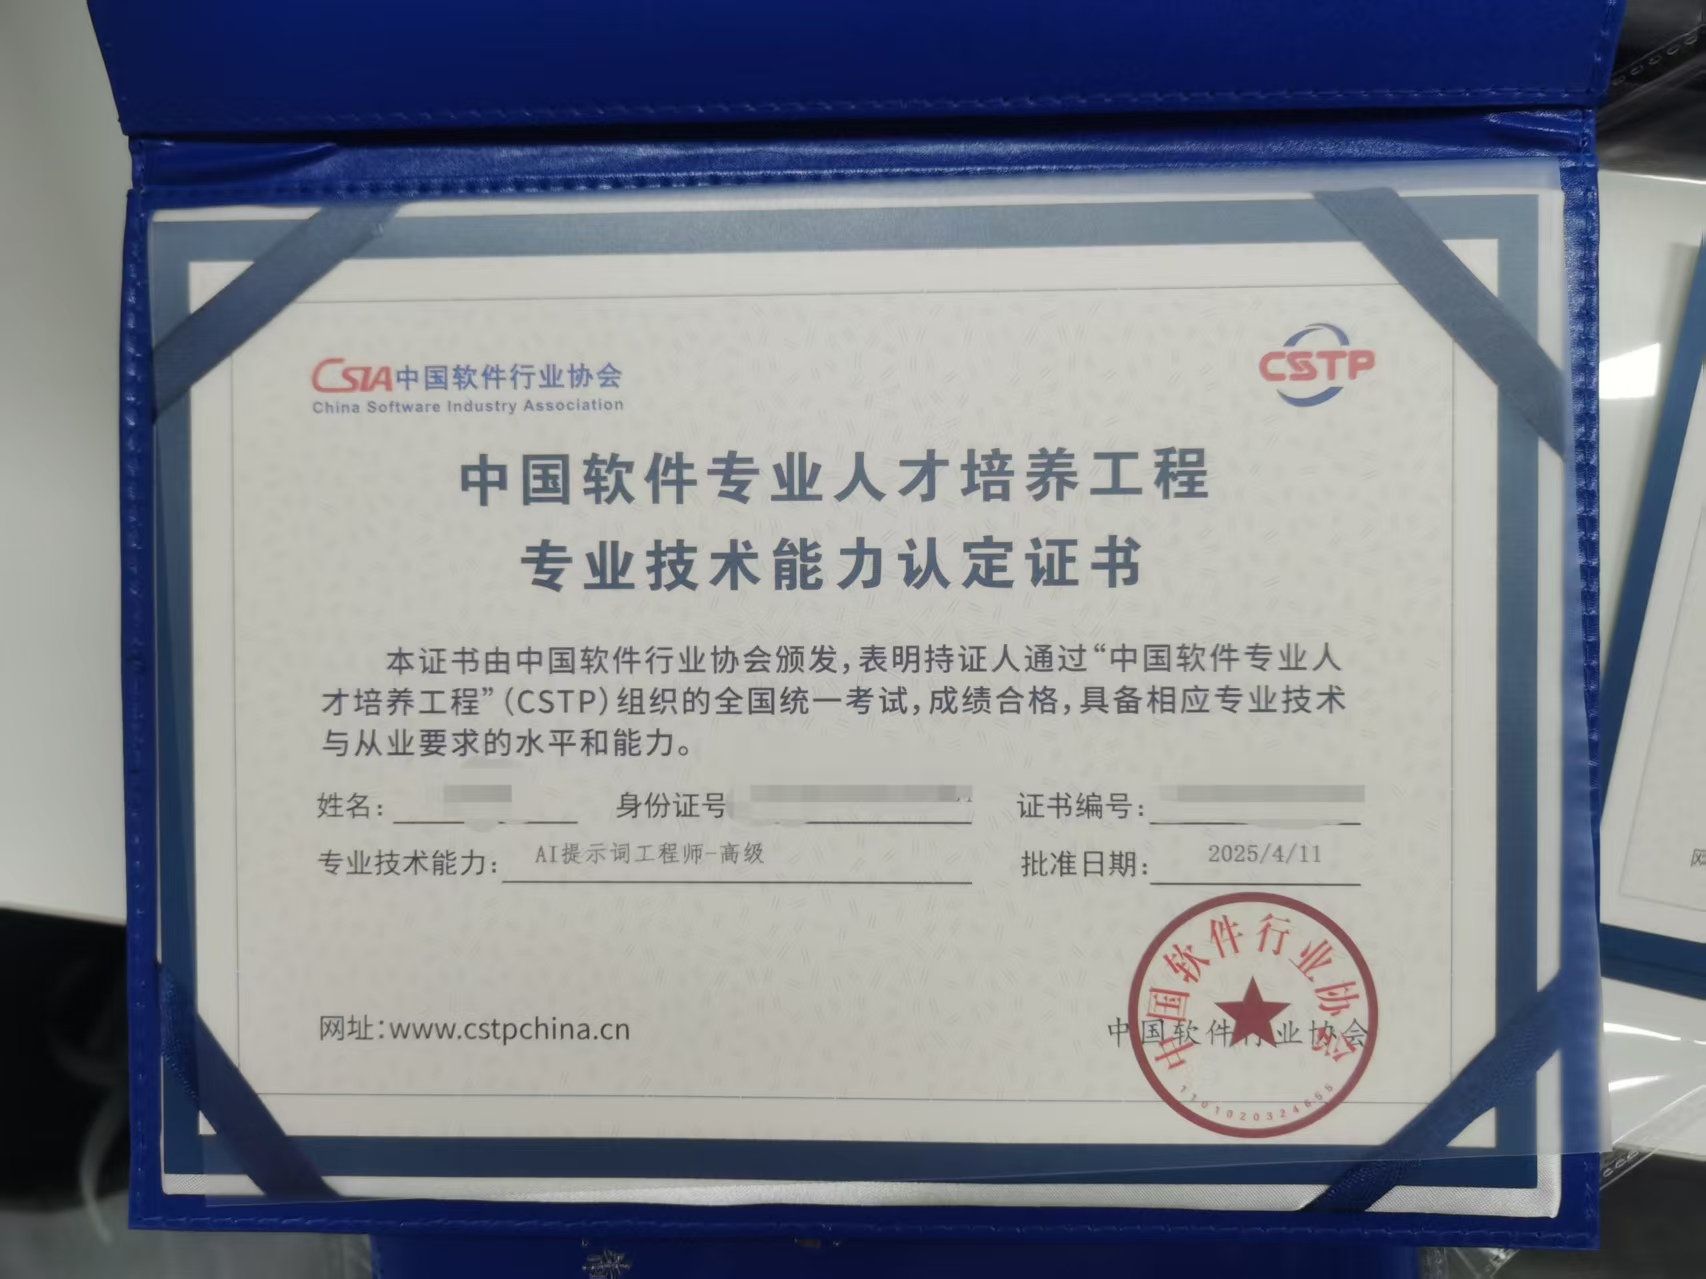 CSIA中国软件行业协会
China Software Industry Association
CSTP
中国软件专业人才培养工程
专业技术能力认定证书
本证书由中国软件行业协会颁发，表明持证人通过“中国软件专业人
才培养工程”（CSTP）组织的全国统一考试，成绩合格，具备相应专业技术
与从业要求的水平和能力。
姓名： 身份证号 证书编号：
专业技术能力： AI提示词工程师-高级 批准日期： 2025/4/11
网址：www.cstpchina.cn
中国软件行业协会
中国软件行业协会